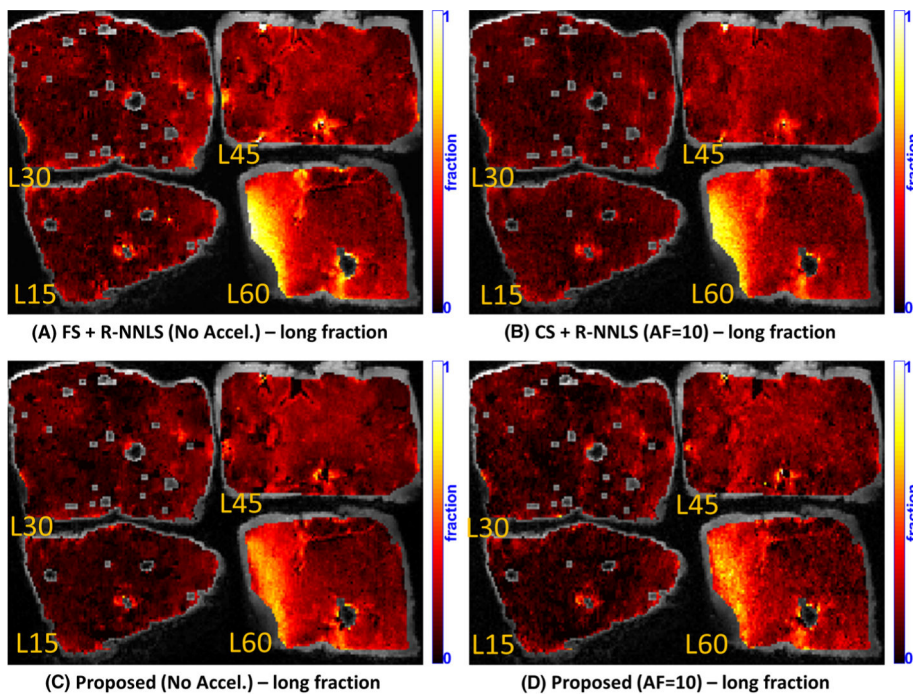 1
1
L30
L45
fraction
L30
L45
fraction
L15
L60
0
L15
L60
0
(A) FS + R-NNLS (No Accel.) – long fraction
(B) CS + R-NNLS (AF=10) – long fraction
1
1
L30
L45
fraction
L30
L45
fraction
L15
L60
0
L15
L60
0
(C) Proposed (No Accel.) – long fraction
(D) Proposed (AF=10) – long fraction